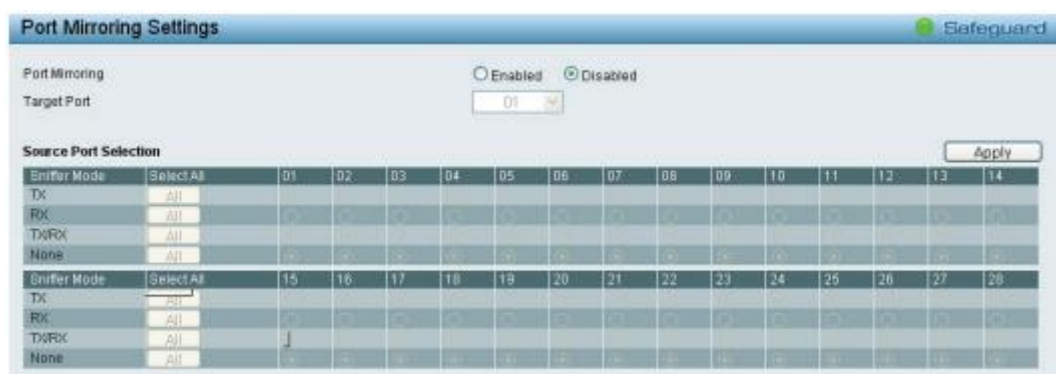 Port Mirroring Settings Safeguard
Port Mirroring Enabled Disabled
Target Port 01
Source Port Selection Apply
Sniffer Mode Select All 01 02 03 04 05 06 07 08 09 10 11 12 13 14
TX All
RX All
TX/RX All
None All
Sniffer Mode Select All 15 16 17 18 19 20 21 22 23 24 25 26 27 28
TX All
RX All
TX/RX All
None All